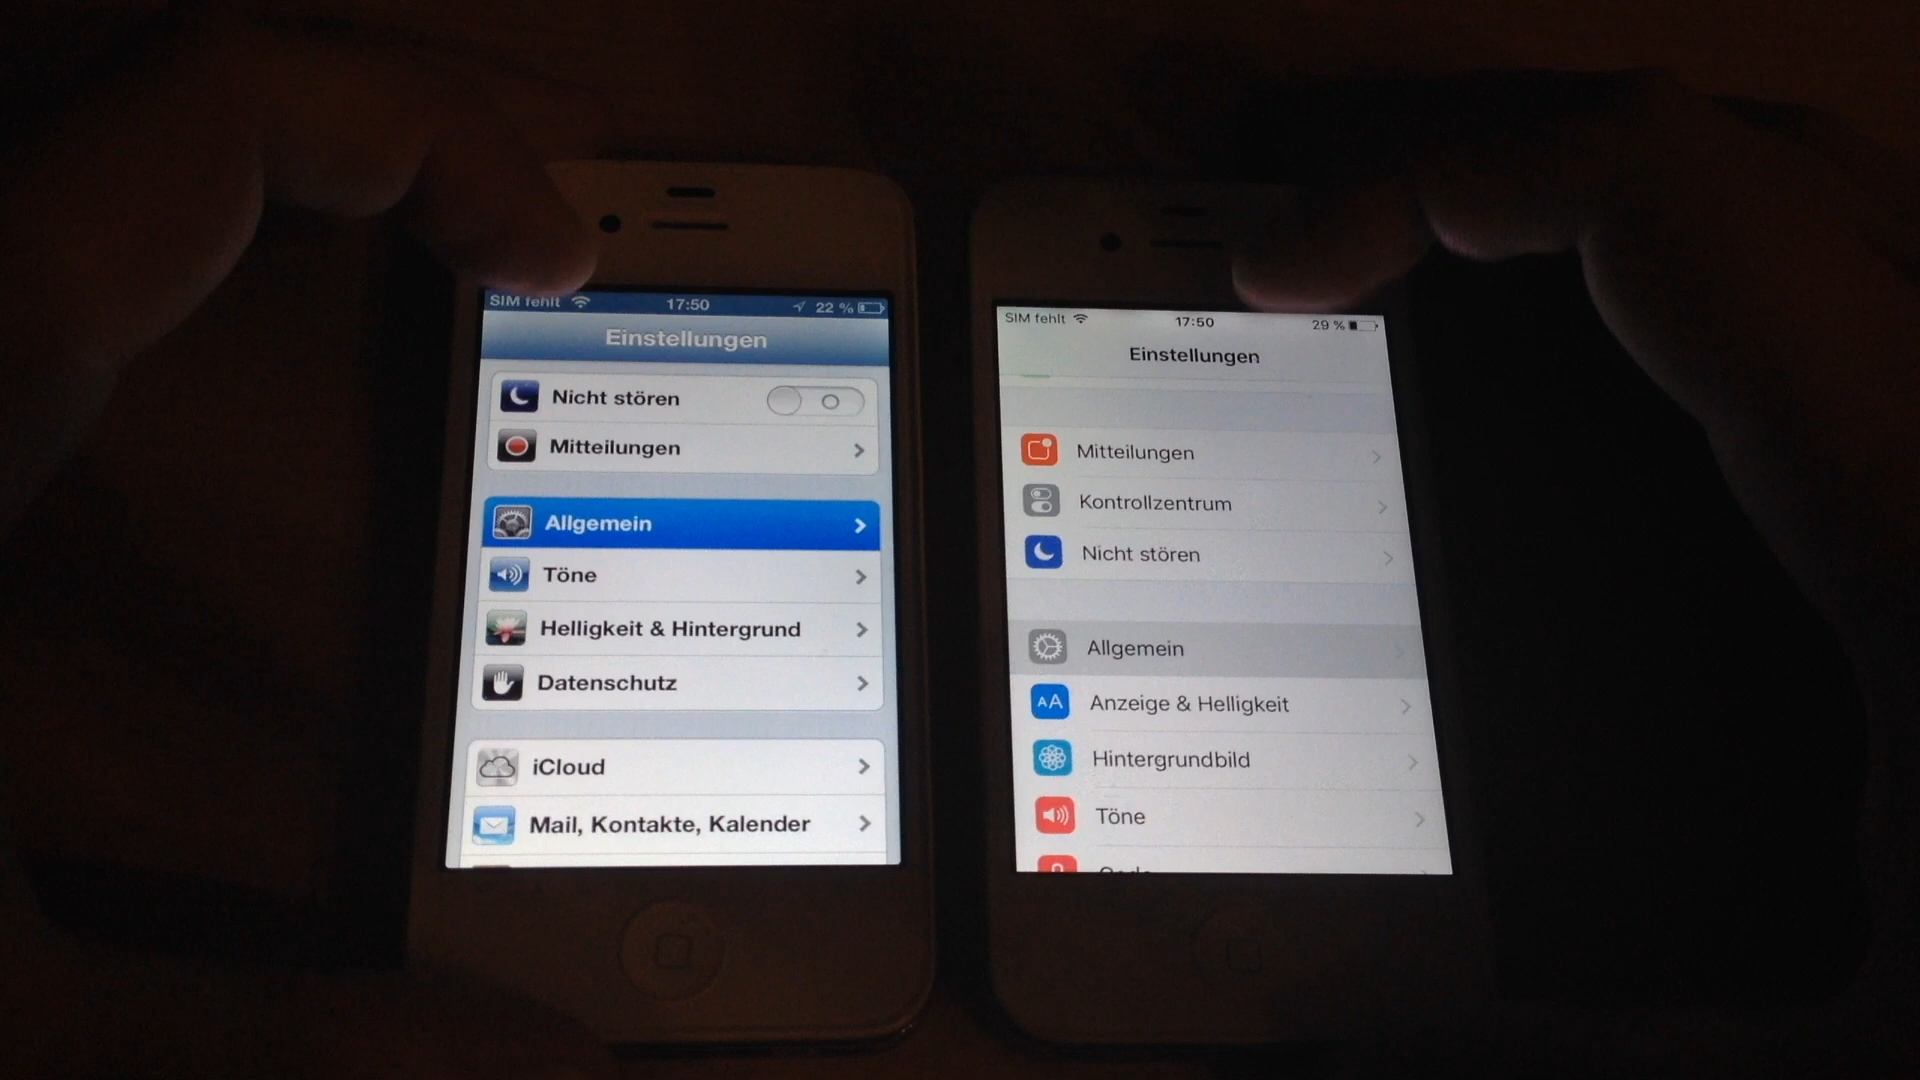 SIM fehlt 17:50 22 %
Einstellungen
Nicht stören
Mitteilungen
Allgemein
Töne
Helligkeit & Hintergrund
Datenschutz
iCloud
Mail, Kontakte, Kalender
SIM fehlt 17:50 29 %
Einstellungen
Mitteilungen
Kontrollzentrum
Nicht stören
Allgemein
AA Anzeige & Helligkeit
Hintergrundbild
Töne